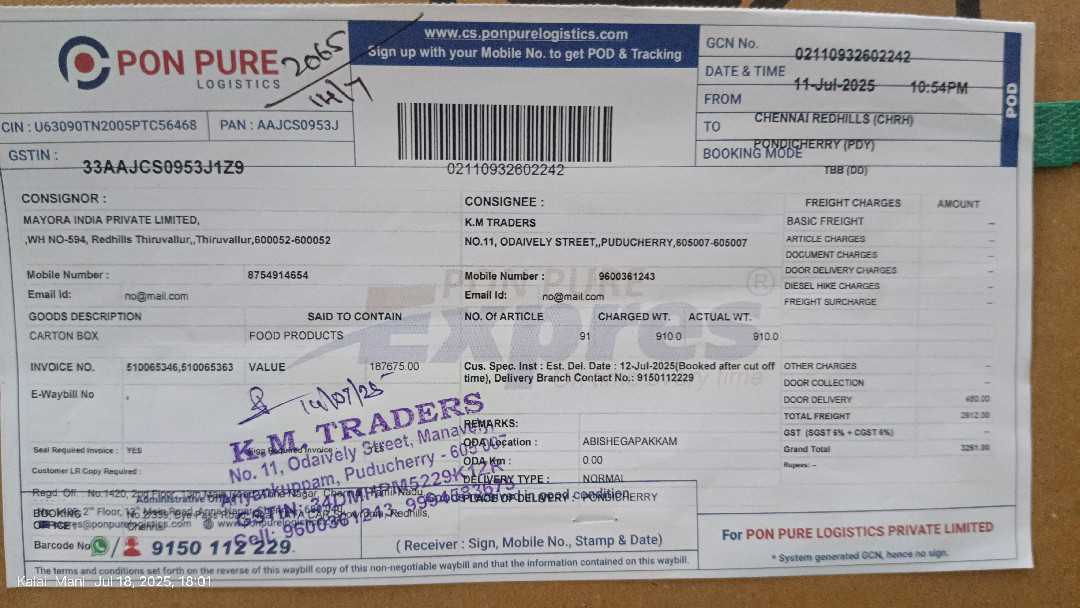 PON PURE
LOGISTICS
2065
14/7
www.cs.ponpurelogistics.com
Sign up with your Mobile No. to get POD & Tracking
GCN No. 02110932602242
DATE & TIME 11-Jul-2025 10:54PM
FROM CHENNAI REDHILLS (CHRH)
TO PONDICHERRY (PDY)
BOOKING MODE TBB (DD)
POD
CIN : U63090TN2005PTC56468 PAN : AAJCS0953J
GSTIN : 33AAJCS0953J1Z9
02110932602242
CONSIGNOR :
MAYORA INDIA PRIVATE LIMITED,
,WH NO-594, Redhills Thiruvallur,,Thiruvallur,600052-600052
Mobile Number : 8754914654
Email Id: no@mail.com
CONSIGNEE :
K.M TRADERS
NO.11, ODAIVELY STREET,,PUDUCHERRY,605007-605007
Mobile Number : 9600361243
Email Id: no@mail.com
FREIGHT CHARGES AMOUNT
BASIC FREIGHT –
ARTICLE CHARGES –
DOCUMENT CHARGES –
DOOR DELIVERY CHARGES –
DIESEL HIKE CHARGES –
FREIGHT SURCHARGE –
PON PURE
Expres ®
GOODS DESCRIPTION SAID TO CONTAIN NO. Of ARTICLE CHARGED WT. ACTUAL WT.
CARTON BOX FOOD PRODUCTS 91 910.0 910.0
INVOICE NO. 510065346,510065363 VALUE 187675.00
E-Waybill No ,
Cus. Spec. Inst : Est. Del. Date : 12-Jul-2025(Booked after cut off
time), Delivery Branch Contact No.: 9150112229
OTHER CHARGES –
DOOR COLLECTION –
DOOR DELIVERY
TOTAL FREIGHT 2912.00
GST (SGST 6% + CGST 6%) –
Grand Total
Rupees: –
14/07/25
K.M. TRADERS
No. 11, Odaively Street, Manavely,
Puducherry - 605 007
Cell: 9600361243,
REMARKS:
ODA Location : ABISHEGAPAKKAM
ODA Km : 0.00
DELIVERY TYPE : NORMAL
PLACE OF DELIVERY : PONDICHERRY
Seal Required Invoice : YES
Customer LR Copy Required :
BOOKING
OFFICE :
Barcode No
9150 112 229.
(Receiver : Sign, Mobile No., Stamp & Date)
For PON PURE LOGISTICS PRIVATE LIMITED
* System generated GCN, hence no sign.
The terms and conditions set forth on the reverse of this waybill copy of this non-negotiable waybill and that the information contained on this waybill.
Kalai Mani Jul 18, 2025, 18:01